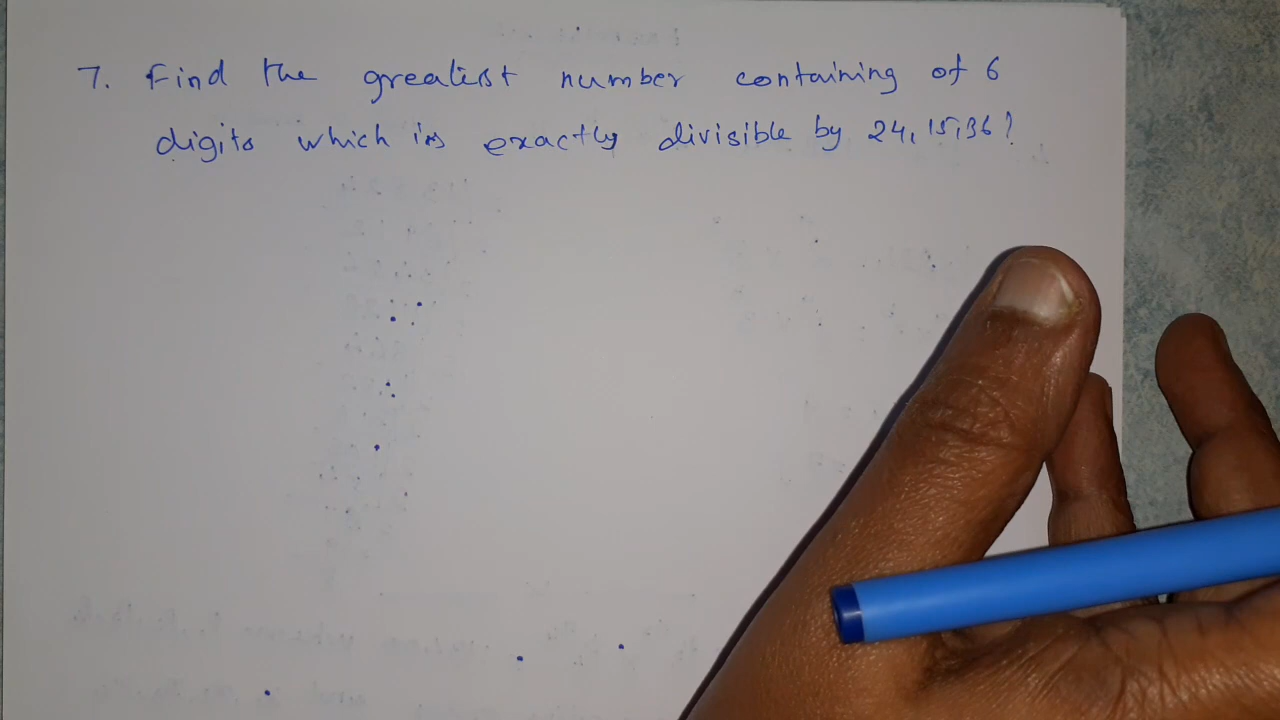 7. Find the greatest number containing of 6
digits which is exactly divisible by 24, 15, 36?